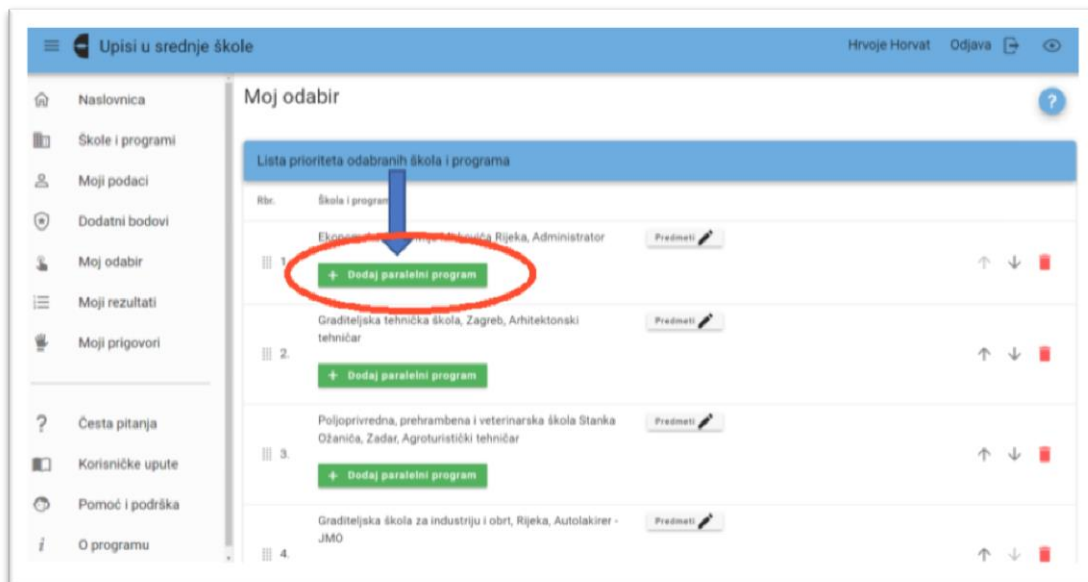 Upisi u srednje škole
Hrvoje Horvat Odjava
Naslovnica
Škole i programi
Moji podaci
Dodatni bodovi
Moj odabir
Moji rezultati
Moji prigovori
Česta pitanja
Korisničke upute
Pomoć i podrška
i O programu
Moj odabir
?
Lista prioriteta odabranih škola i programa
Rbr. Škola i program
Rijeka, Administrator
Predmeti
1.
+ Dodaj paralelni program
Graditeljska tehnička škola, Zagreb, Arhitektonski
tehničar
Predmeti
2.
+ Dodaj paralelni program
Poljoprivredna, prehrambena i veterinarska škola Stanka
Ožanića, Zadar, Agroturistički tehničar
Predmeti
3.
+ Dodaj paralelni program
Graditeljska škola za industriju i obrt, Rijeka, Autolakirer -
JMO
Predmeti
4.